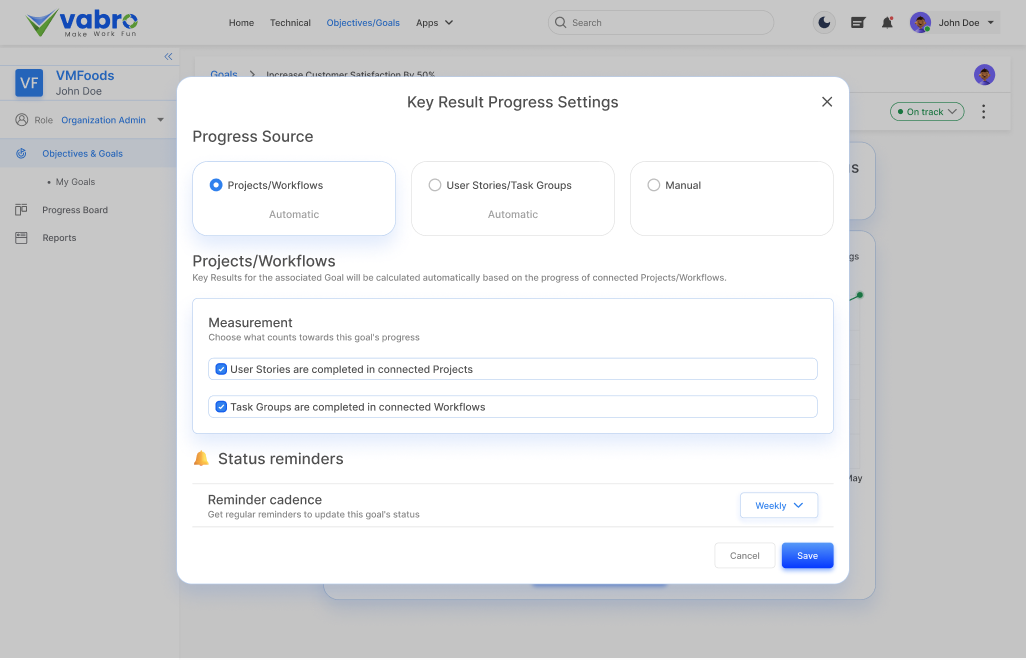 vabro
Make Work Fun
Home
Technical
Objectives/Goals
Apps
Search
John Doe
VF
VMFoods
John Doe
Role
Organization Admin
Objectives & Goals
• My Goals
Progress Board
Reports
Goals > Increase Customer Satisfaction By 50%
On track
Key Result Progress Settings
Progress Source
Projects/Workflows
Automatic
User Stories/Task Groups
Automatic
Manual
Projects/Workflows
Key Results for the associated Goal will be calculated automatically based on the progress of connected Projects/Workflows.
Measurement
Choose what counts towards this goal's progress
User Stories are completed in connected Projects
Task Groups are completed in connected Workflows
Status reminders
Reminder cadence
Get regular reminders to update this goal's status
Weekly
Cancel
Save
May